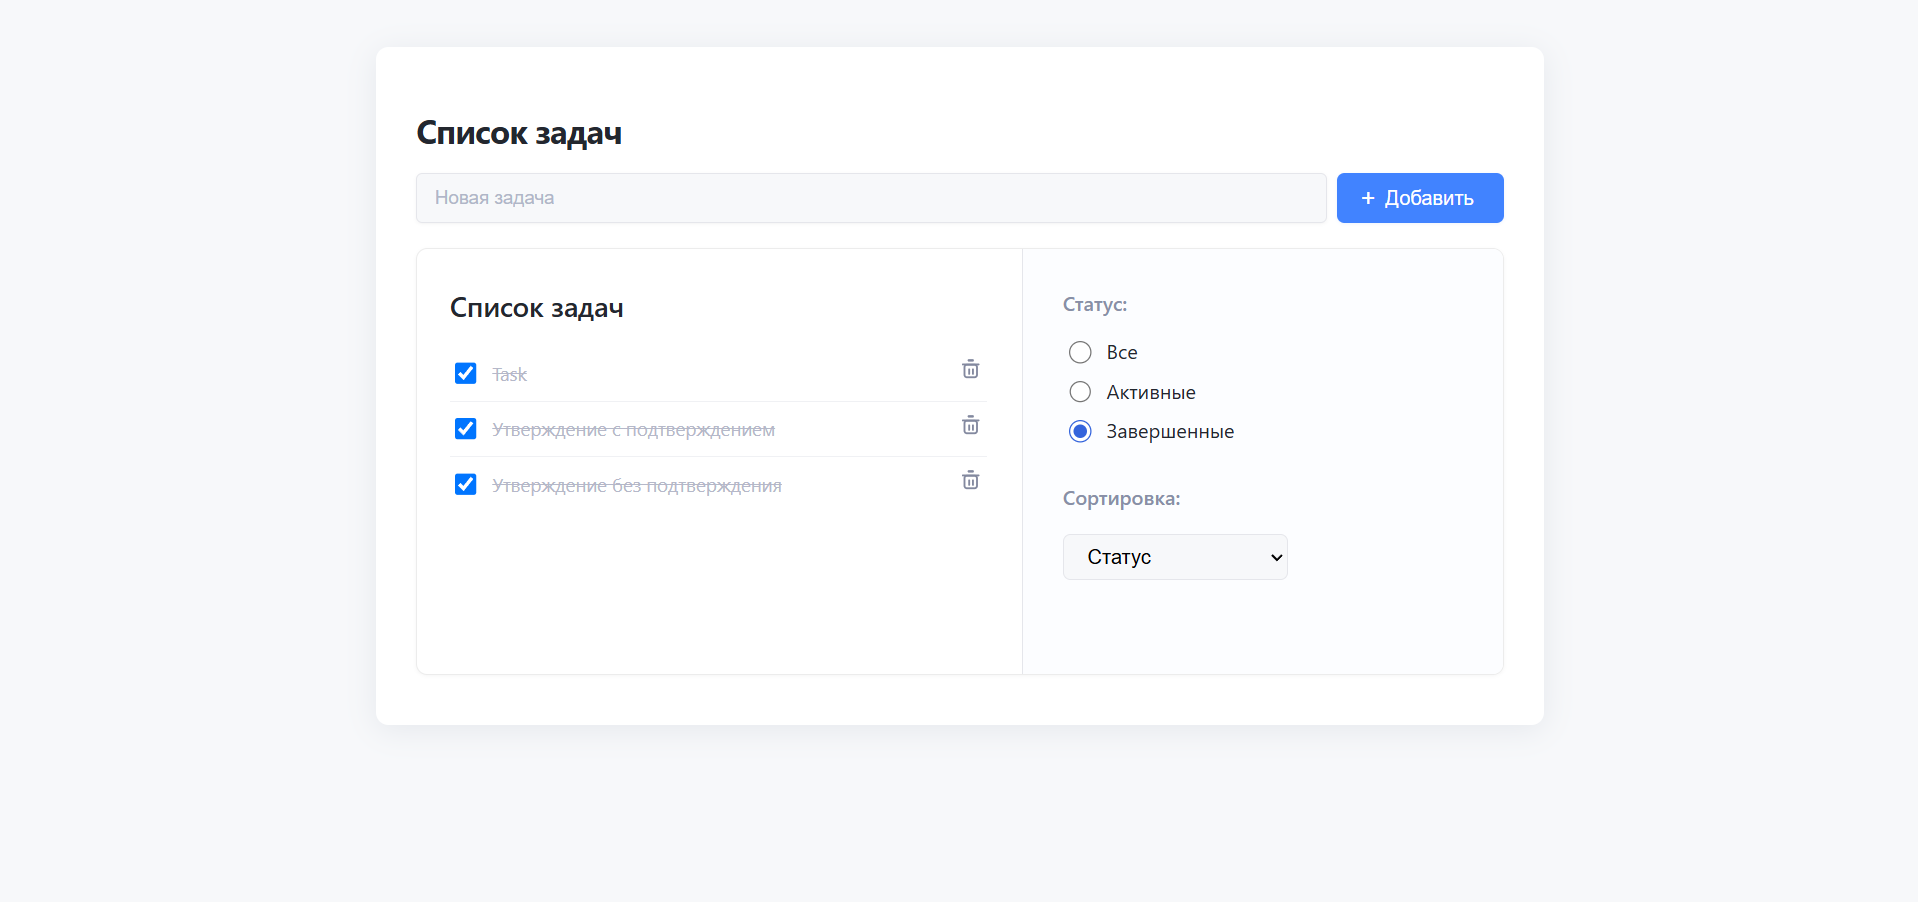 Список задач
Новая задача
+ Добавить
Список задач
Task
Утверждение с подтверждением
Утверждение без подтверждения
Статус:
Все
Активные
Завершенные
Сортировка:
Статус